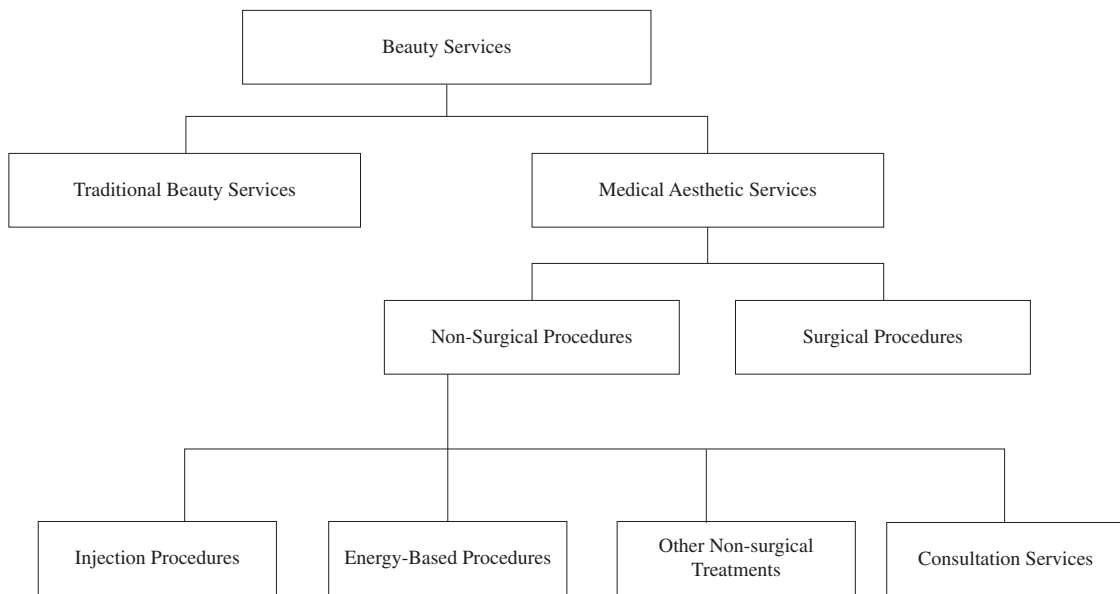 Beauty Services
Traditional Beauty Services
Medical Aesthetic Services
Non-Surgical Procedures
Surgical Procedures
Injection Procedures
Energy-Based Procedures
Other Non-surgical
Treatments
Consultation Services